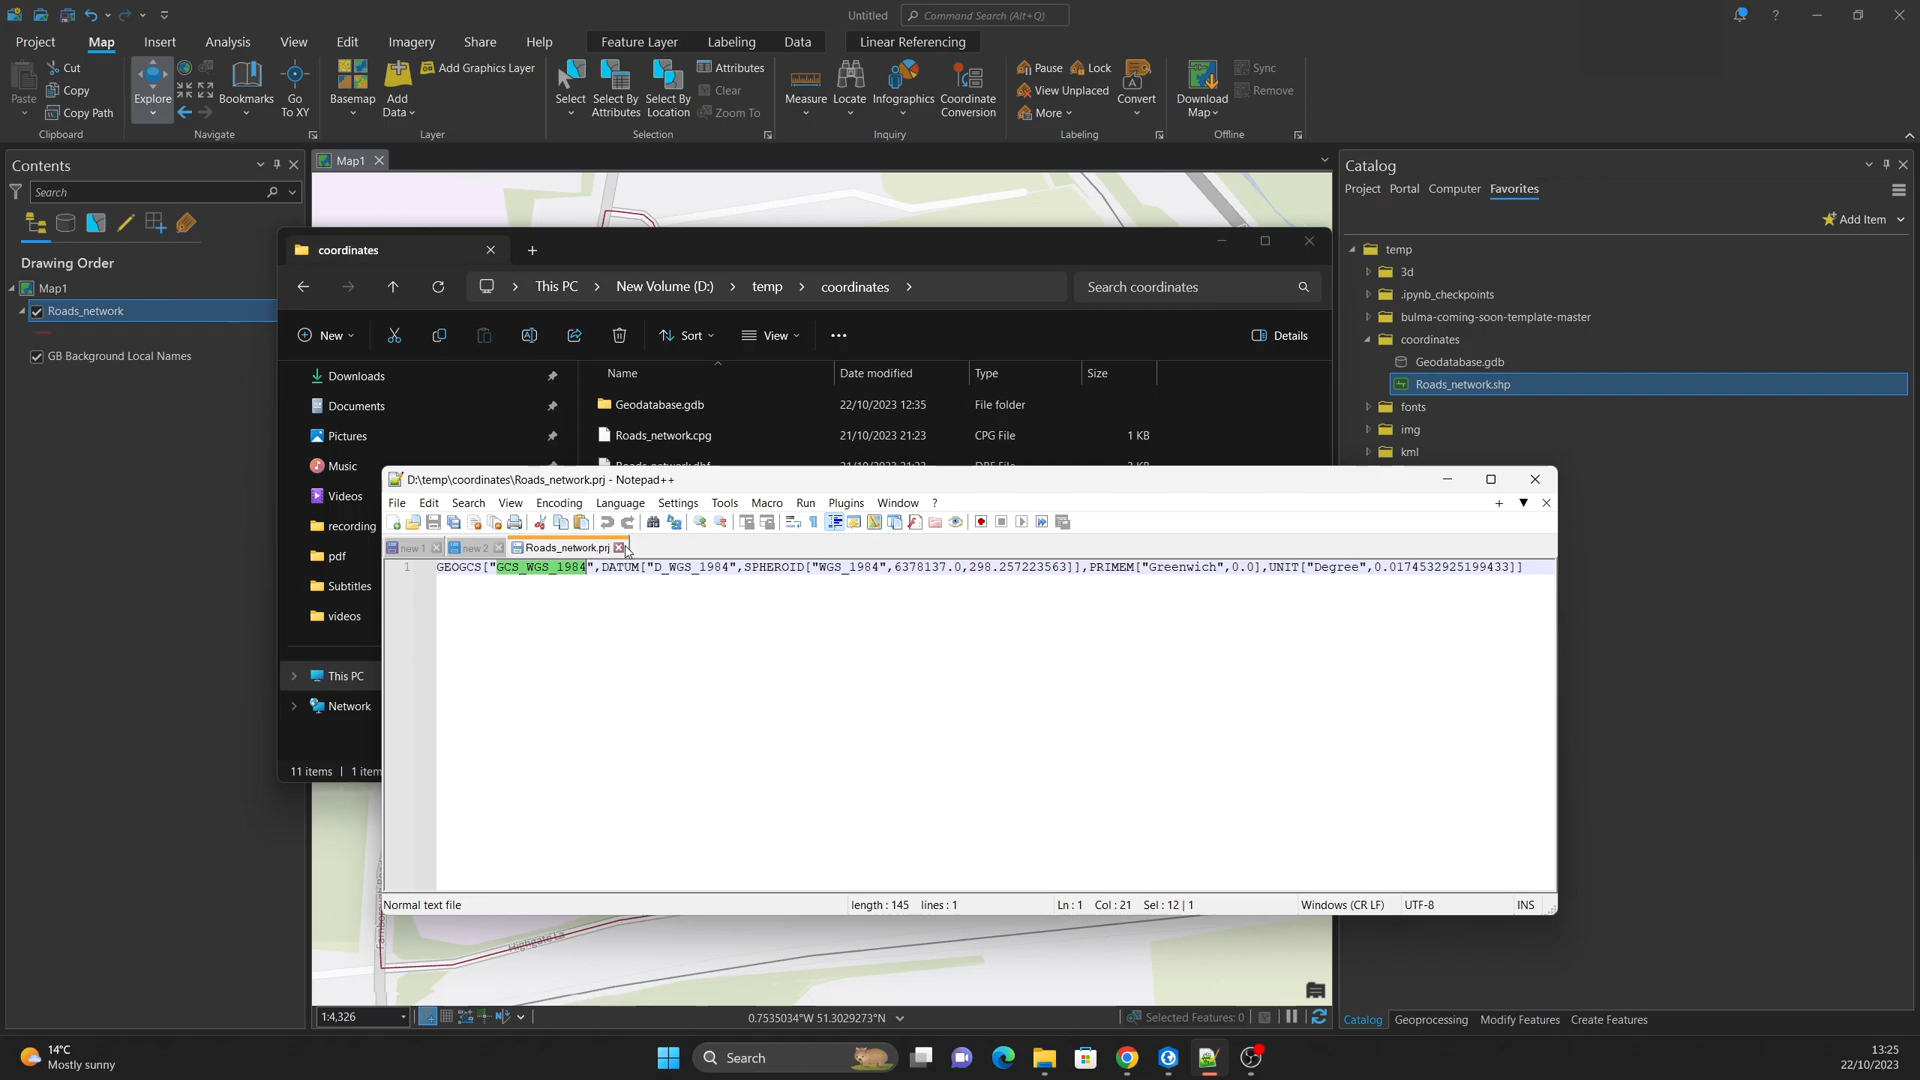 Untitled
Command Search (Alt+Q)
Project Map Insert Analysis View Edit Imagery Share Help Feature Layer Labeling Data Linear Referencing
Paste
Cut
Copy
Copy Path
Clipboard
Explore
Bookmarks
Go To XY
Navigate
Basemap
Add Data
Add Graphics Layer
Layer
Select
Select By Attributes
Select By Location
Attributes
Clear
Zoom To
Selection
Measure
Locate
Infographics
Coordinate Conversion
Inquiry
Pause
Lock
View Unplaced
More
Convert
Labeling
Download Map
Sync
Remove
Offline
Contents
Search
Drawing Order
Map1
Roads_network
GB Background Local Names
Map1
coordinates
This PC > New Volume (D:) > temp > coordinates >
Search coordinates
New
Sort
View
Details
Downloads
Documents
Pictures
Music
Videos
recording
pdf
Subtitles
videos
This PC
Network
Name Date modified Type Size
Geodatabase.gdb 22/10/2023 12:35 File folder
Roads_network.cpg 21/10/2023 21:23 CPG File 1 KB
11 items
D:\temp\coordinates\Roads_network.prj - Notepad++
File Edit Search View Encoding Language Settings Tools Macro Run Plugins Window ?
new 1
new 2
Roads_network.prj
1 GEOGCS["GCS_WGS_1984",DATUM["D_WGS_1984",SPHEROID["WGS_1984",6378137.0,298.257223563]],PRIMEM["Greenwich",0.0],UNIT["Degree",0.0174532925199433]]
Normal text file length : 145 lines : 1 Ln : 1 Col : 21 Sel : 12 | 1 Windows (CR LF) UTF-8 INS
Highgate La
1:4,326
0.7535034°W 51.3029273°N
Selected Features: 0
Catalog
Project Portal Computer Favorites
Add Item
temp
3d
.ipynb_checkpoints
bulma-coming-soon-template-master
coordinates
Geodatabase.gdb
Roads_network.shp
fonts
img
kml
Catalog Geoprocessing Modify Features Create Features
14°C
Mostly sunny
Search
13:25
22/10/2023